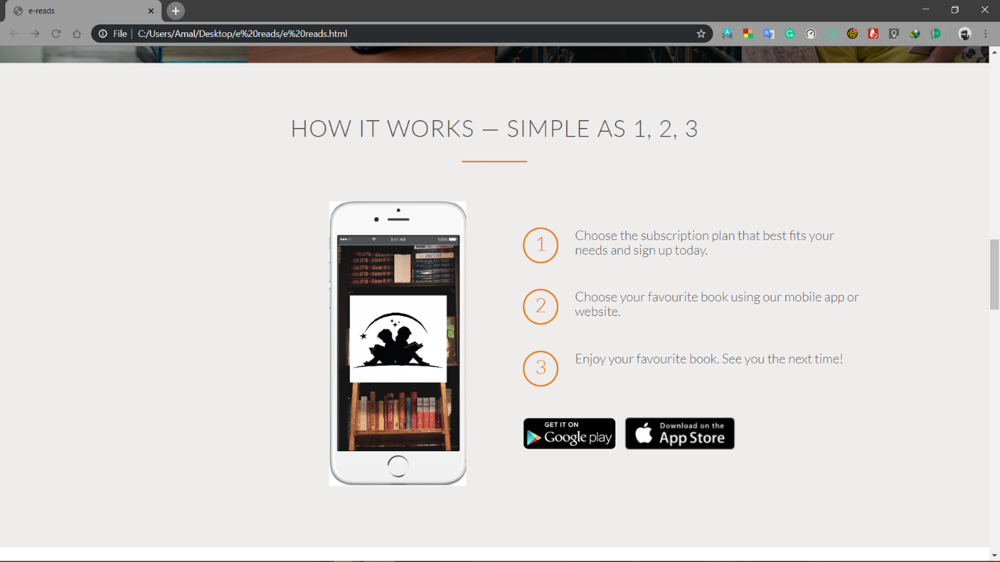 e-reads
File
C:/Users/Amal/Desktop/e%20reads/e%20reads.html
HOW IT WORKS — SIMPLE AS 1, 2, 3
9:41 AM
100%
1
Choose the subscription plan that best fits your
needs and sign up today.
2
Choose your favourite book using our mobile app or
website.
3
Enjoy your favourite book. See you the next time!
GET IT ON
Google play
Download on the
App Store